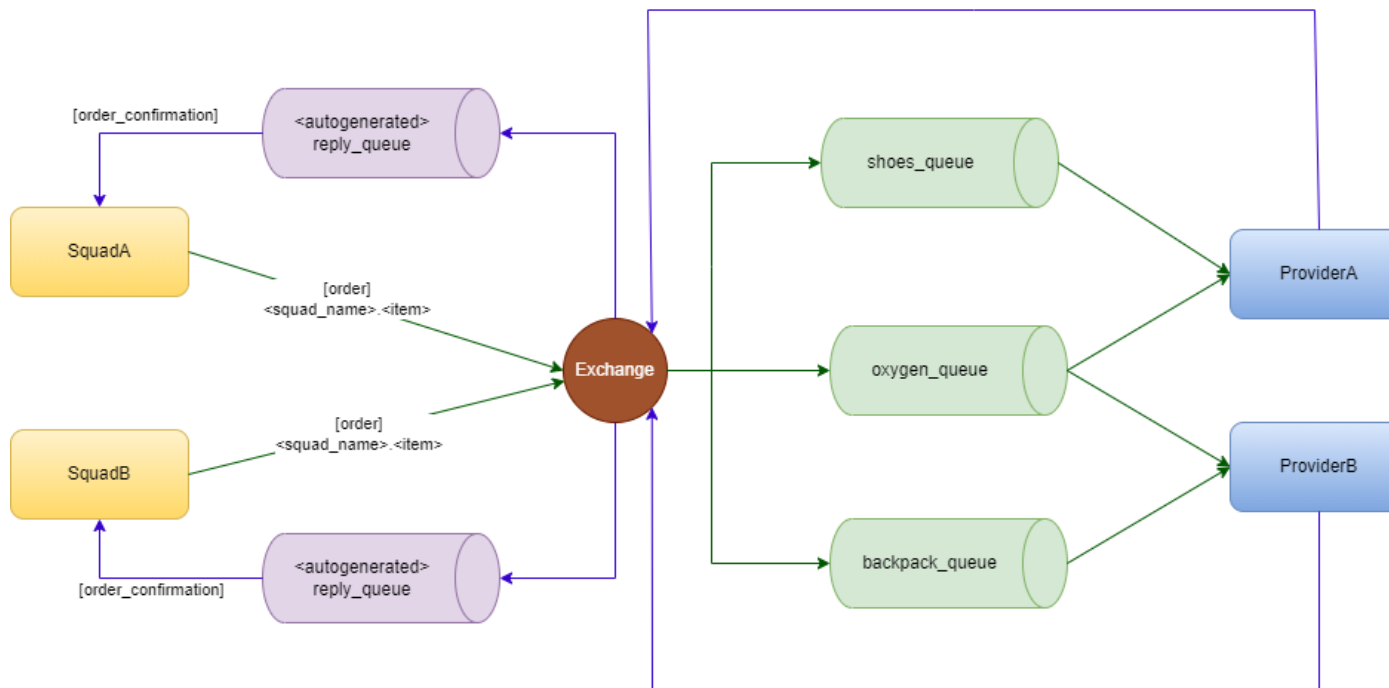 [order_confirmation]
<autogenerated>
reply_queue
shoes_queue
SquadA
ProviderA
[order]
<squad_name>.<item>
Exchange
oxygen_queue
[order]
<squad_name>.<item>
SquadB
ProviderB
<autogenerated>
reply_queue
[order_confirmation]
backpack_queue